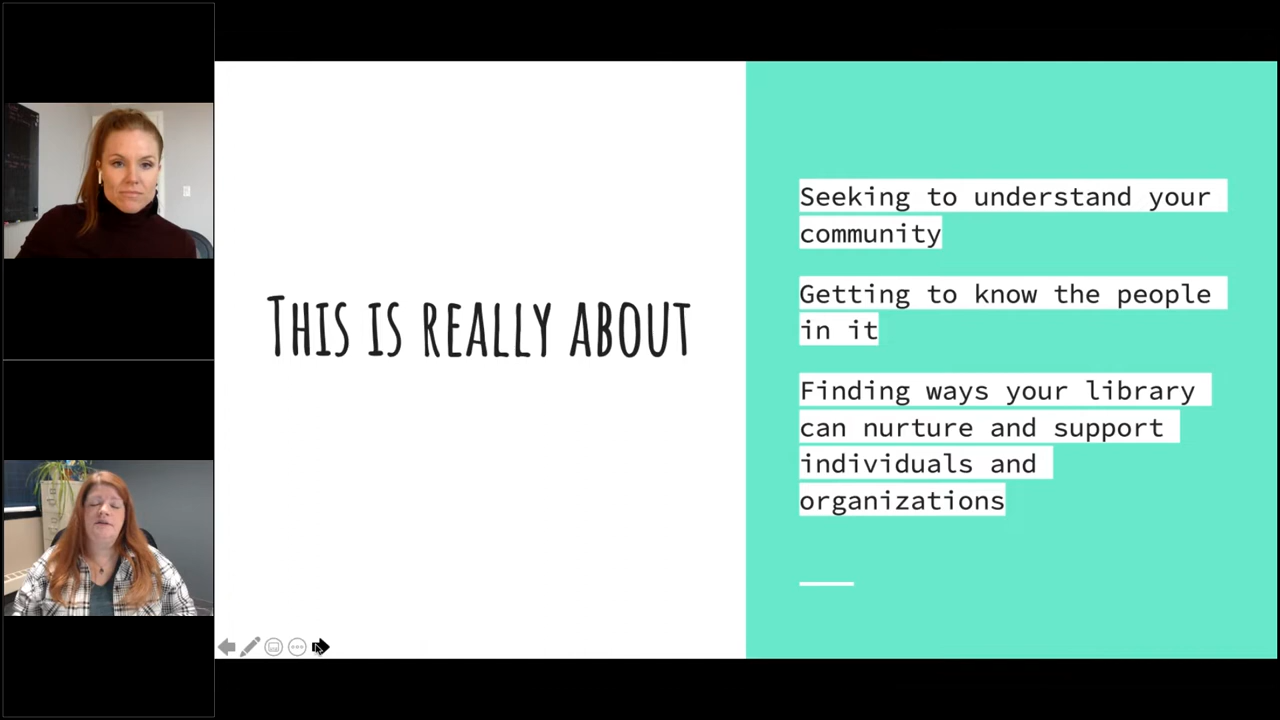 THIS IS REALLY ABOUT
Seeking to understand your
community
Getting to know the people
in it
Finding ways your library
can nurture and support
individuals and
organizations